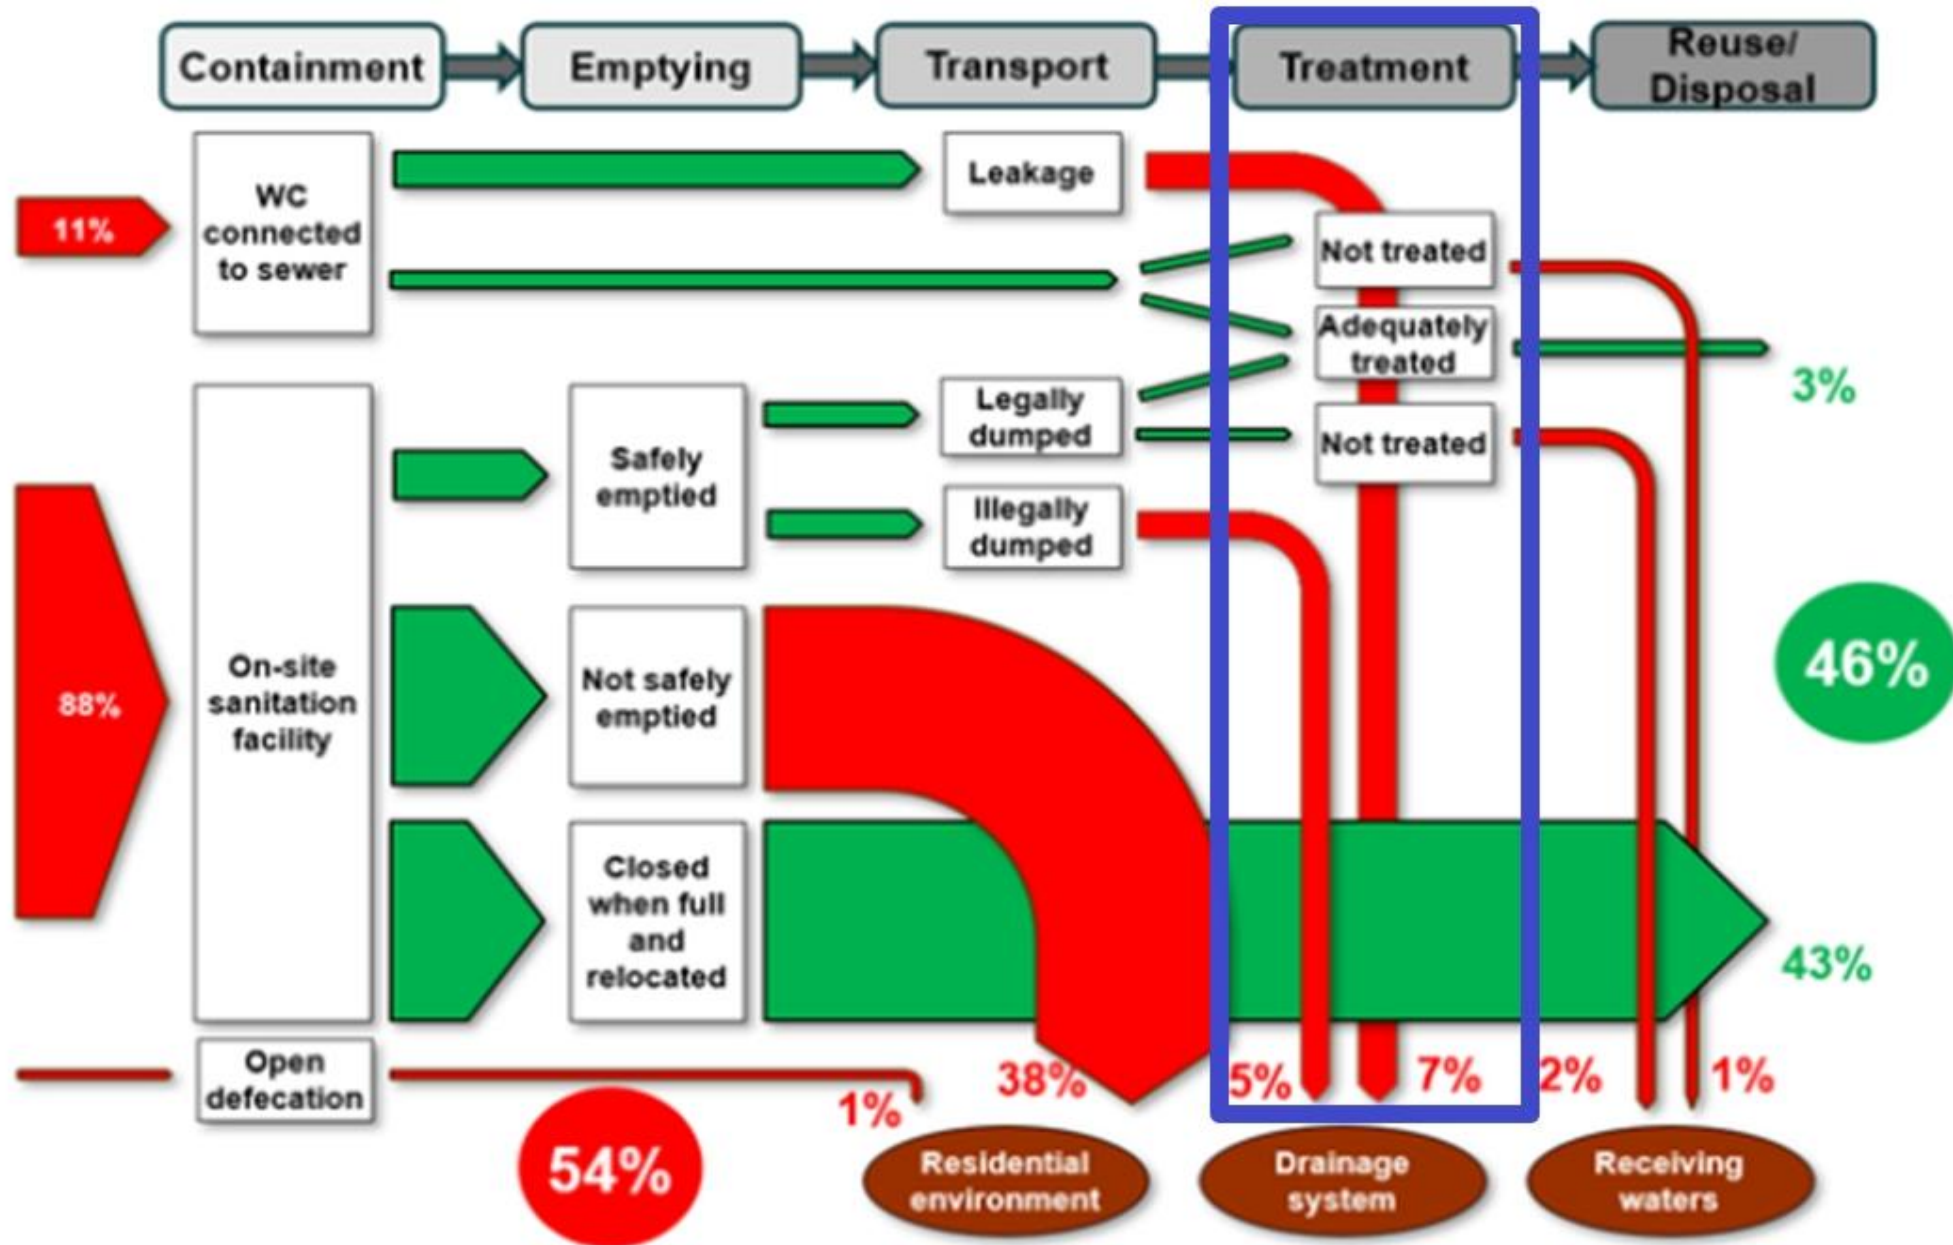 Containment
Emptying
Transport
Treatment
Reuse/
Disposal
11%
WC
connected
to sewer
Leakage
Not treated
Adequately
treated
3%
Legally
dumped
Not treated
Safely
emptied
Illegally
dumped
88%
On-site
sanitation
facility
Not safely
emptied
46%
Closed
when full
and
relocated
43%
Open
defecation
1%
38%
5%
7%
2%
1%
54%
Residential
environment
Drainage
system
Receiving
waters